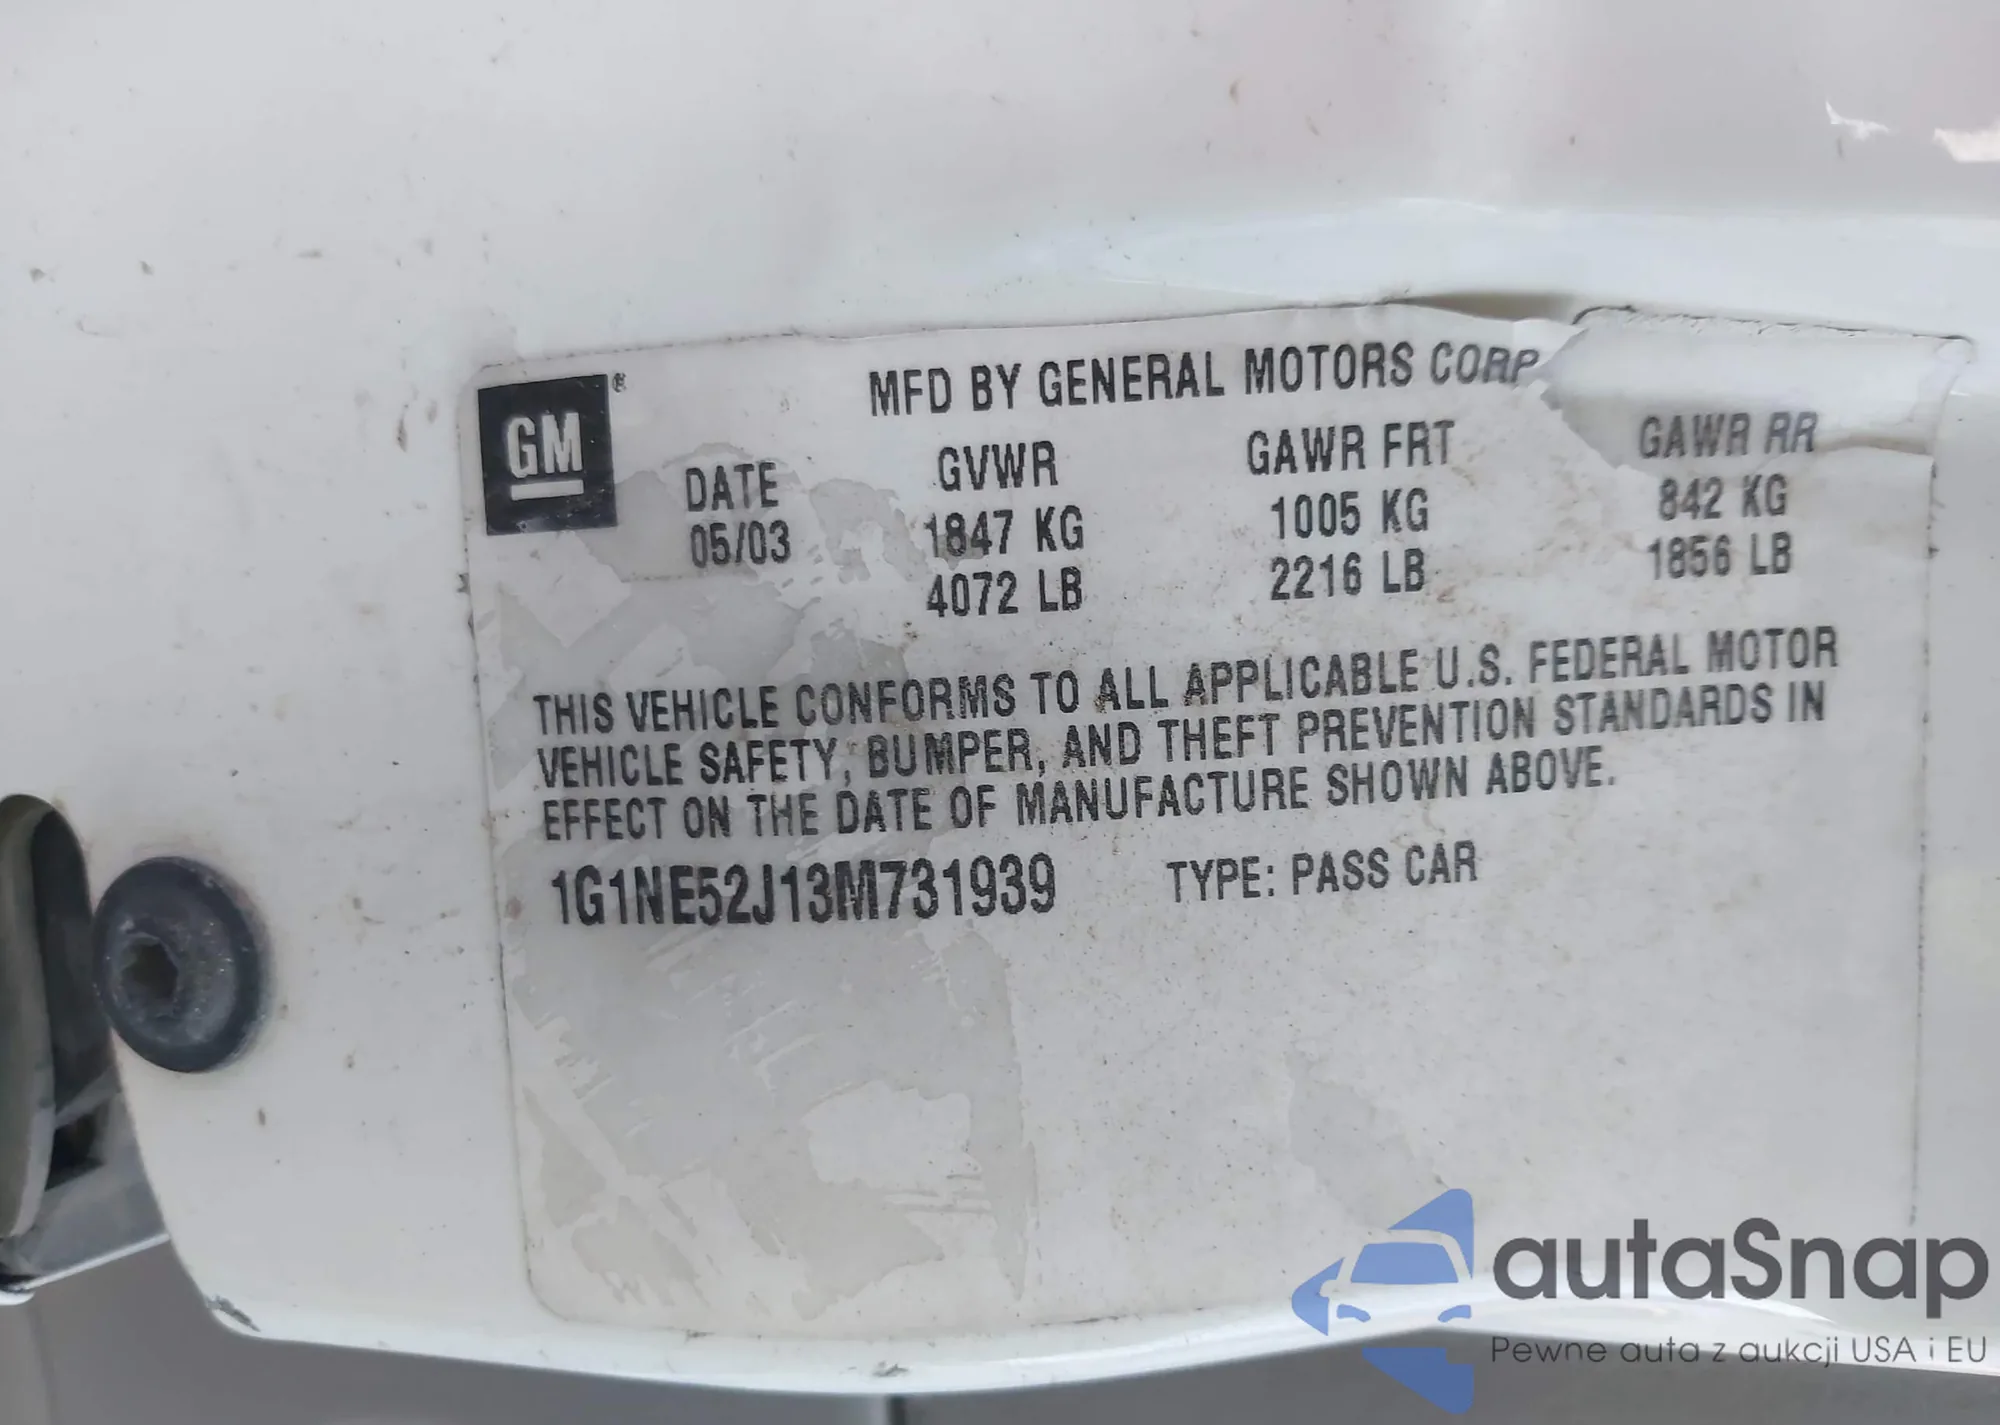 GM ®
MFD BY GENERAL MOTORS CORP
DATE GVWR GAWR FRT GAWR RR
05/03 1847 KG 1005 KG 842 KG
4072 LB 2216 LB 1856 LB
THIS VEHICLE CONFORMS TO ALL APPLICABLE U.S. FEDERAL MOTOR
VEHICLE SAFETY, BUMPER, AND THEFT PREVENTION STANDARDS IN
EFFECT ON THE DATE OF MANUFACTURE SHOWN ABOVE.
1G1NE52J13M731939 TYPE: PASS CAR
autaSnap
Pewne auta z aukcji USA i EU